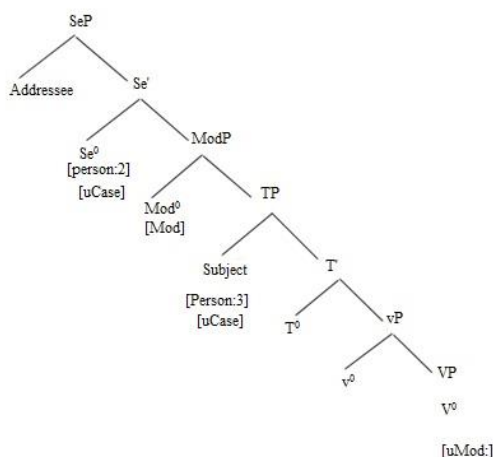 SeP
Addressee
Se'
Se⁰
[person:2]
[uCase]
ModP
Mod⁰
[Mod]
TP
Subject
[Person:3]
[uCase]
T'
T⁰
vP
v⁰
VP
V⁰
[uMod:]